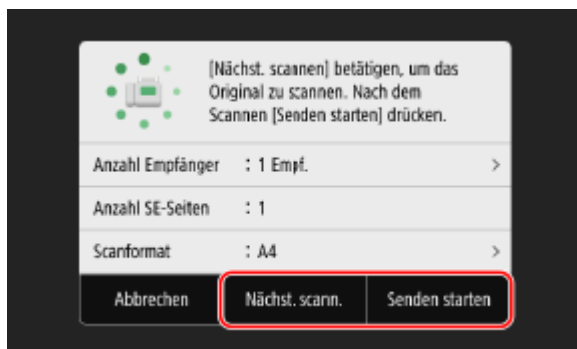 [Nächst. scannen] betätigen, um das
Original zu scannen. Nach dem
Scannen [Senden starten] drücken.
Anzahl Empfänger : 1 Empf. >
Anzahl SE-Seiten : 1
Scanformat : A4 >
Abbrechen Nächst. scann. Senden starten